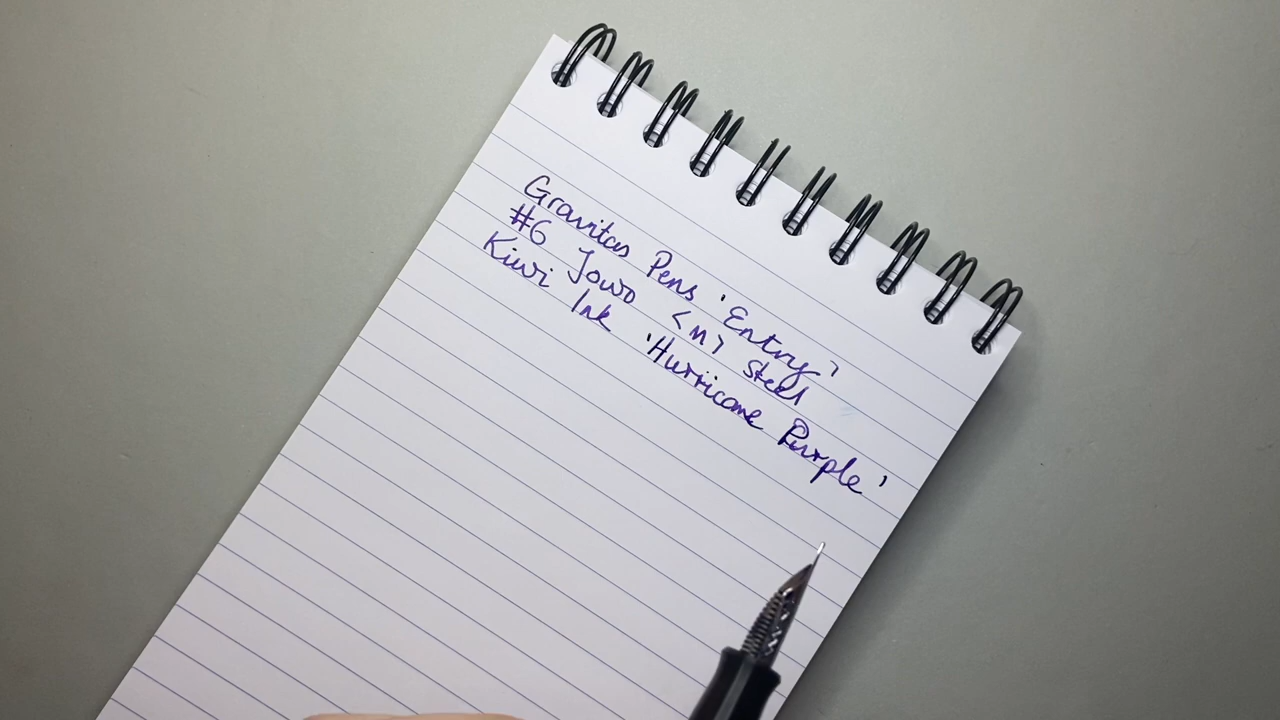 Gravitas Pens 'Entry'
#6 Jowo <M> Steel
Kiwi Ink 'Hurricane Purple'